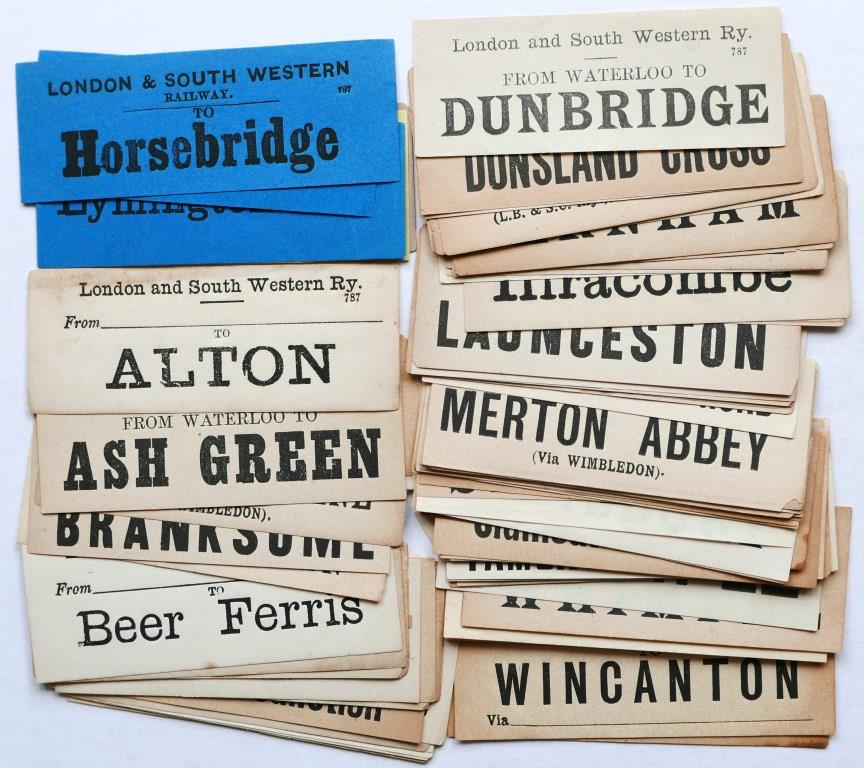 LONDON & SOUTH WESTERN
RAILWAY. 787
TO
Horsebridge
Lymington
London and South Western Ry.
787
From
TO
ALTON
FROM WATERLOO TO
ASH GREEN
WIMBLEDON).
BRANKSOME
From
TO
Beer Ferris
London and South Western Ry.
787
FROM WATERLOO TO
DUNBRIDGE
DUNSLAND CROSS
(L.B. & S.C.
Ilfracombe
LAUNCESTON
MERTON ABBEY
(Via WIMBLEDON).
WINCANTON
Via